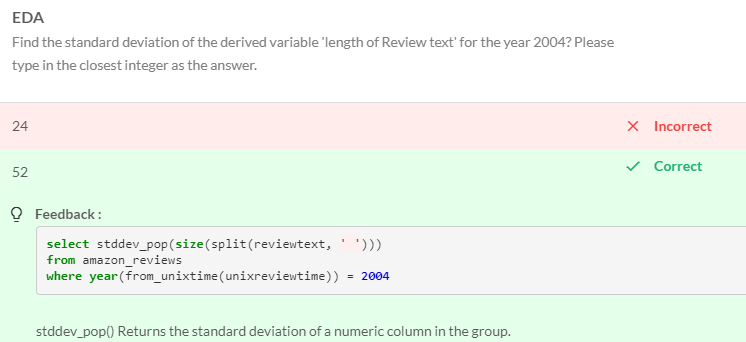 EDA
Find the standard deviation of the derived variable 'length of Review text' for the year 2004? Please
type in the closest integer as the answer.
24
Incorrect
52
Correct
Feedback :
select stddev_pop(size(split(reviewtext, ' ')))
from amazon_reviews
where year(from_unixtime(unixreviewtime)) = 2004
stddev_pop() Returns the standard deviation of a numeric column in the group.